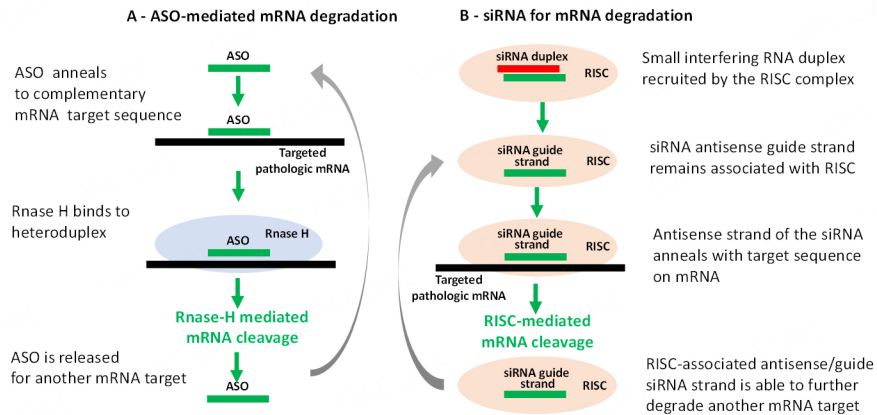 A - ASO-mediated mRNA degradation
ASO
ASO anneals
to complementary
mRNA target sequence
ASO
Targeted
pathologic mRNA
Rnase H binds to
heteroduplex
Rnase H
ASO
Rnase-H mediated
mRNA cleavage
ASO is released
for another mRNA target
ASO
B - siRNA for mRNA degradation
siRNA duplex
RISC
Small interfering RNA duplex
recruited by the RISC complex
siRNA guide
strand
RISC
siRNA antisense guide strand
remains associated with RISC
siRNA guide
strand
RISC
Antisense strand of the siRNA
anneals with target sequence
on mRNA
Targeted
pathologic mRNA
RISC-mediated
mRNA cleavage
siRNA guide
strand
RISC
RISC-associated antisense/guide
siRNA strand is able to further
degrade another mRNA target